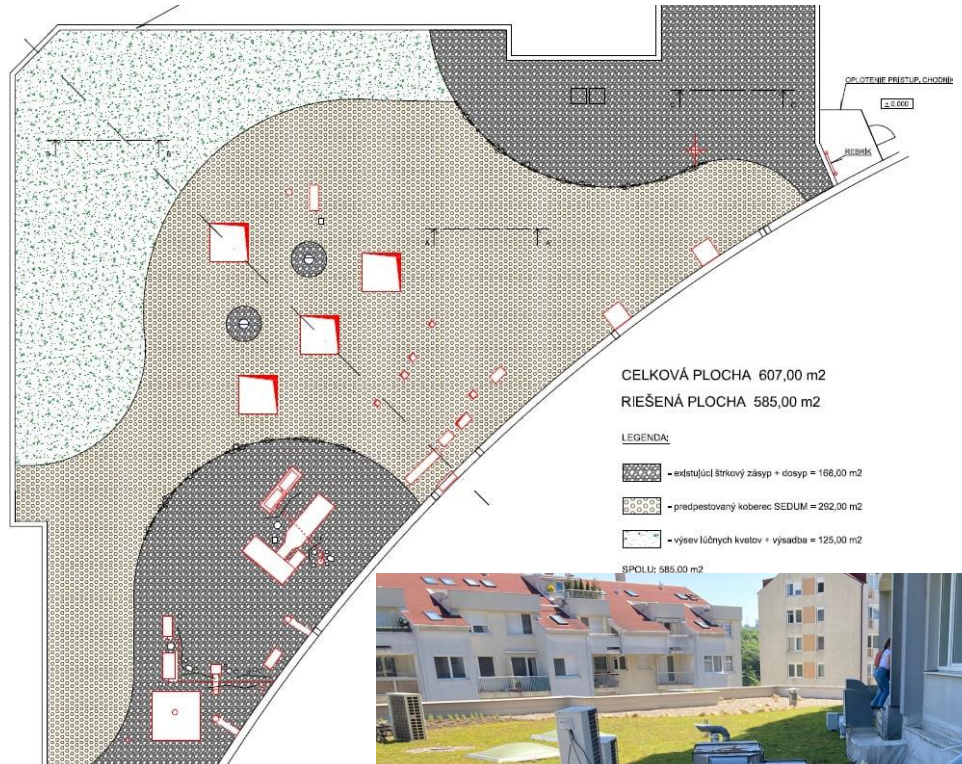 OPLOTENIE PRÍSTUP. CHODNÍK
± 0,000
REBRÍK
C C
B B
A A
CELKOVÁ PLOCHA 607,00 m2
RIEŠENÁ PLOCHA 585,00 m2
LEGENDA:
- existujúci štrkový zásyp + dosyp = 168,00 m2
- predpestovaný koberec SEDUM = 292,00 m2
- výsev lúčnych kvetov + výsadba = 125,00 m2
SPOLU: 585,00 m2